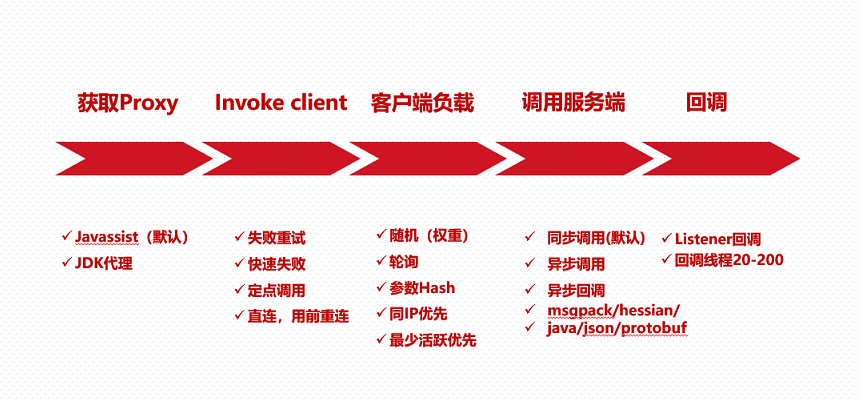 获取Proxy
Invoke client
客户端负载
调用服务端
回调
Javassist（默认）
JDK代理
失败重试
快速失败
定点调用
直连，用前重连
随机（权重）
轮询
参数Hash
同IP优先
最少活跃优先
同步调用(默认)
异步调用
异步回调
msgpack/hessian/
java/json/protobuf
Listener回调
回调线程20-200